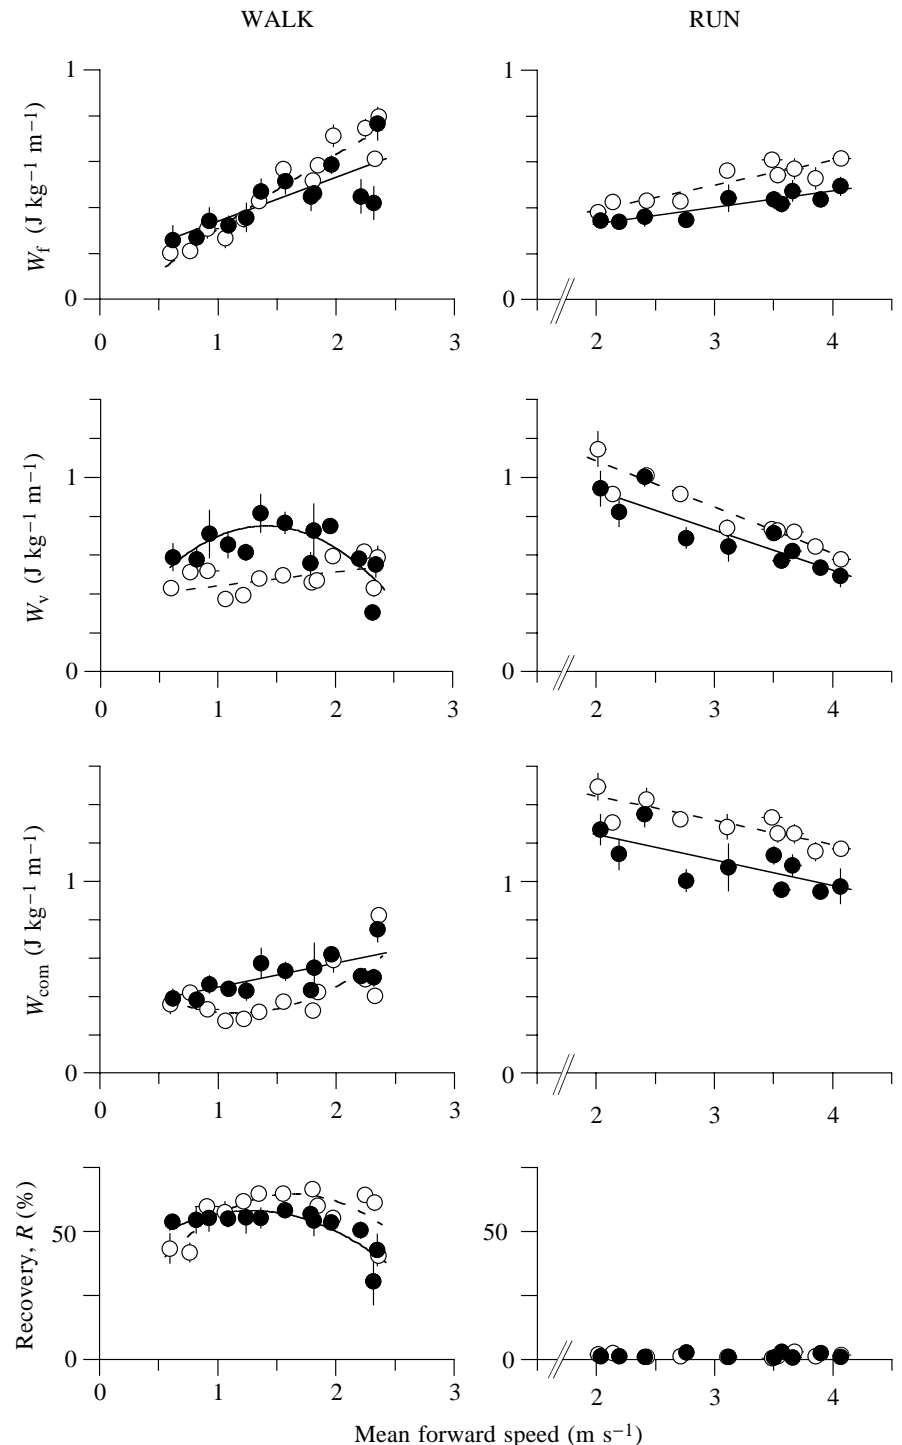 WALK RUN
1 1
W_f (J kg⁻¹ m⁻¹)
0 0
0 1 2 3 2 3 4
1 1
W_v (J kg⁻¹ m⁻¹)
0 0
0 1 2 3 2 3 4
1 1
W_com (J kg⁻¹ m⁻¹)
0 0
0 1 2 3 2 3 4
50 50
Recovery, R (%)
0 0
0 1 2 3 2 3 4
Mean forward speed (m s⁻¹)